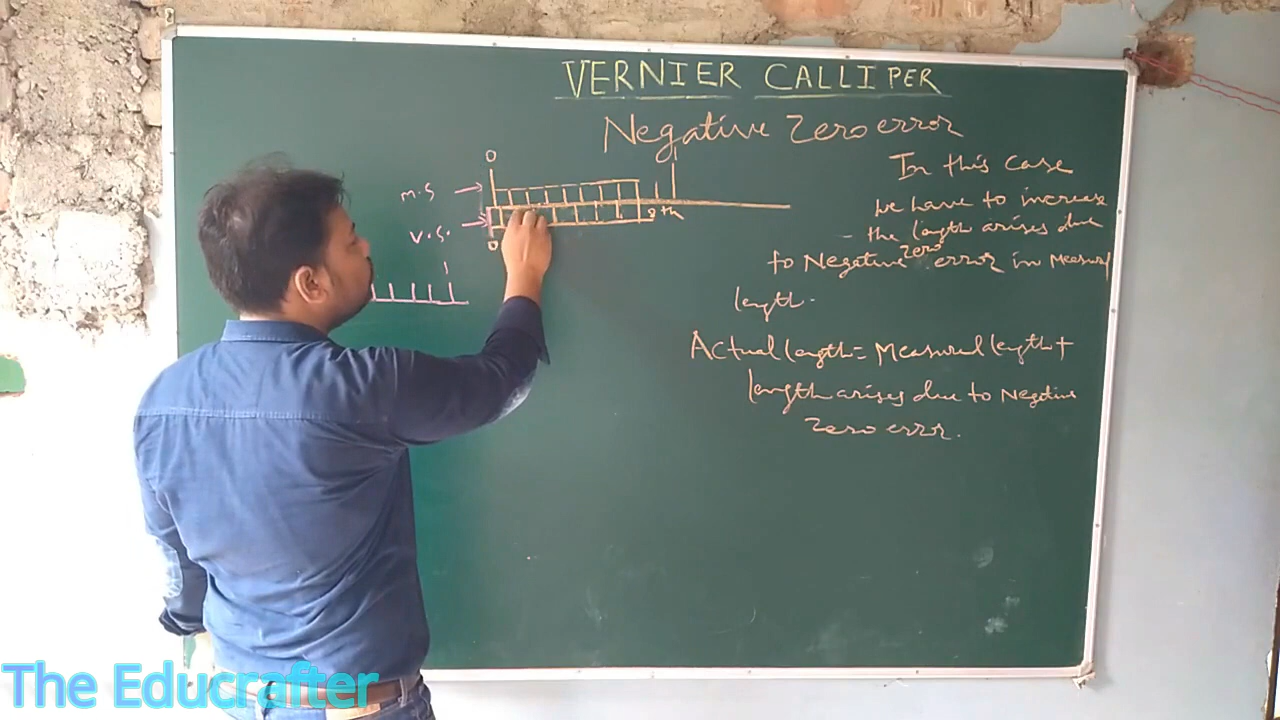 VERNIER CALLIPER
Negative Zero error
0
M.S
V.S.
0
8th
In this case
we have to increase
the length arises due
to Negative zero error in Measured
length.
Actual length = Measured length +
length arises due to Negative
Zero error.
The Educrafter